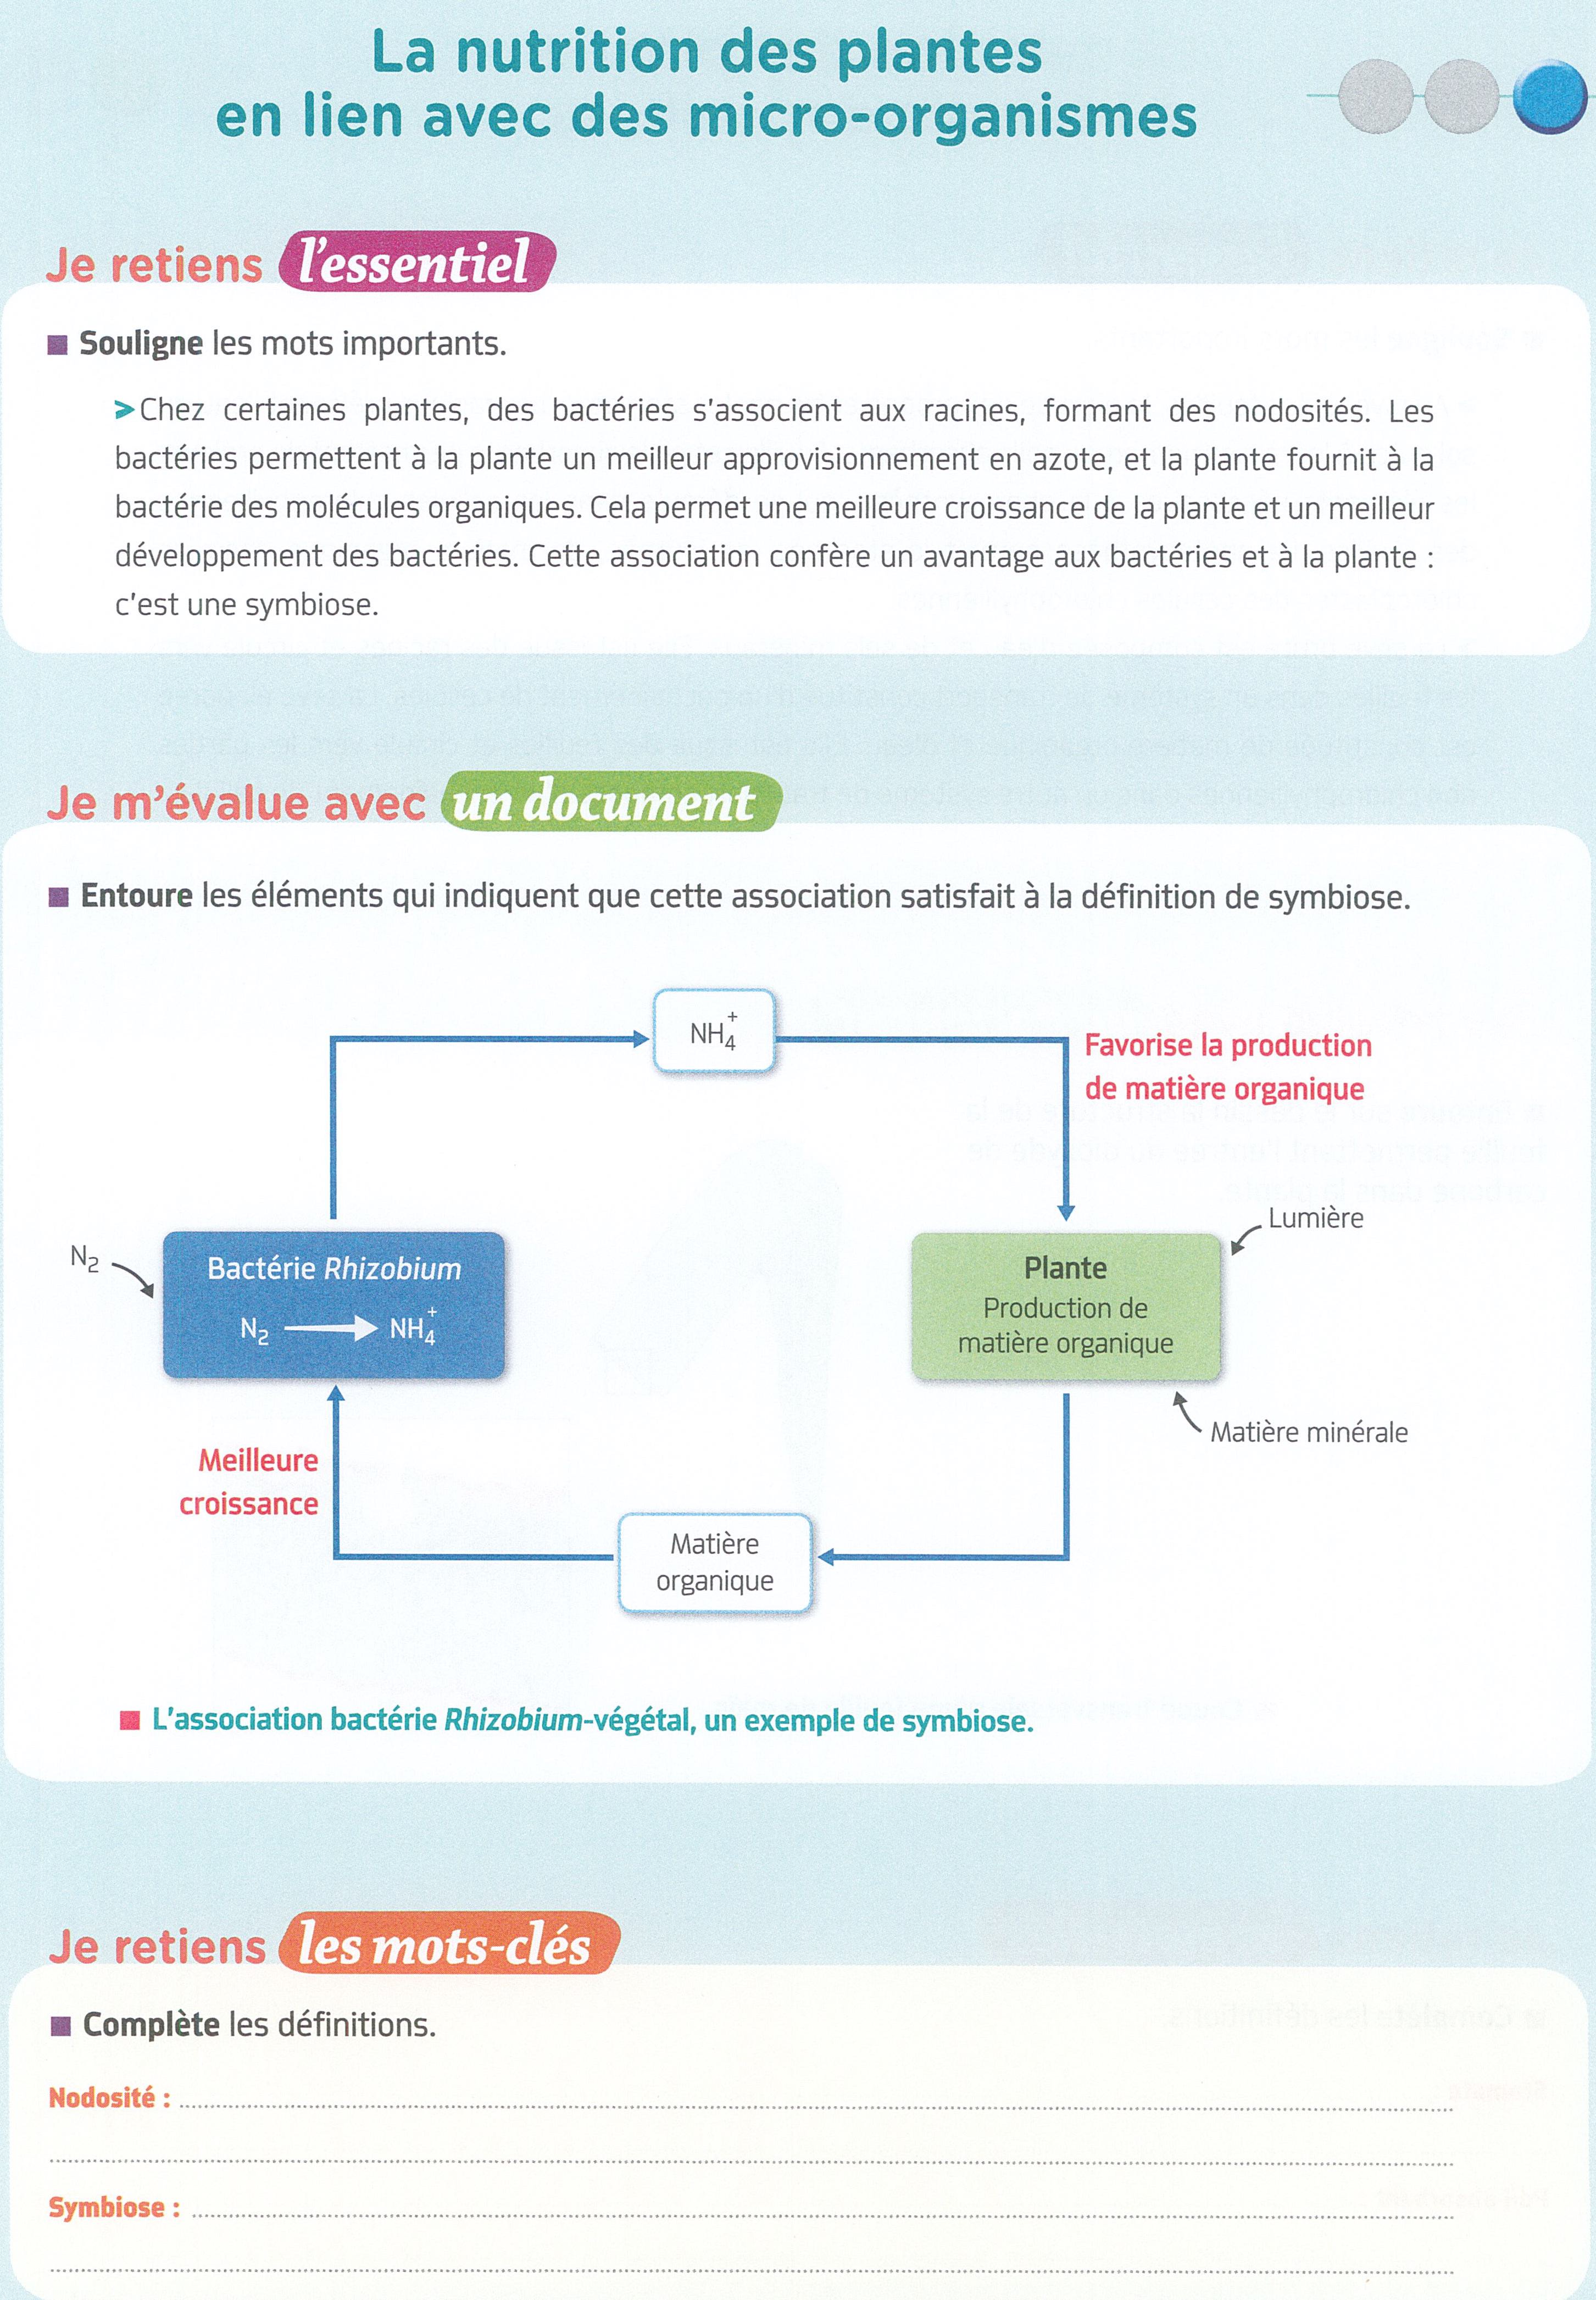 La nutrition des plantes
en lien avec des micro-organismes
Je retiens l'essentiel
Souligne les mots importants.
> Chez certaines plantes, des bactéries s'associent aux racines, formant des nodosités. Les
bactéries permettent à la plante un meilleur approvisionnement en azote, et la plante fournit à la
bactérie des molécules organiques. Cela permet une meilleure croissance de la plante et un meilleur
développement des bactéries. Cette association confère un avantage aux bactéries et à la plante :
c'est une symbiose.
Je m'évalue avec un document
Entoure les éléments qui indiquent que cette association satisfait à la définition de symbiose.
NH₄⁺
Favorise la production
de matière organique
Lumière
N₂
Bactérie Rhizobium
N₂ → NH₄⁺
Plante
Production de
matière organique
Matière minérale
Meilleure
croissance
Matière
organique
L'association bactérie Rhizobium-végétal, un exemple de symbiose.
Je retiens les mots-clés
Complète les définitions.
Nodosité :
Symbiose :